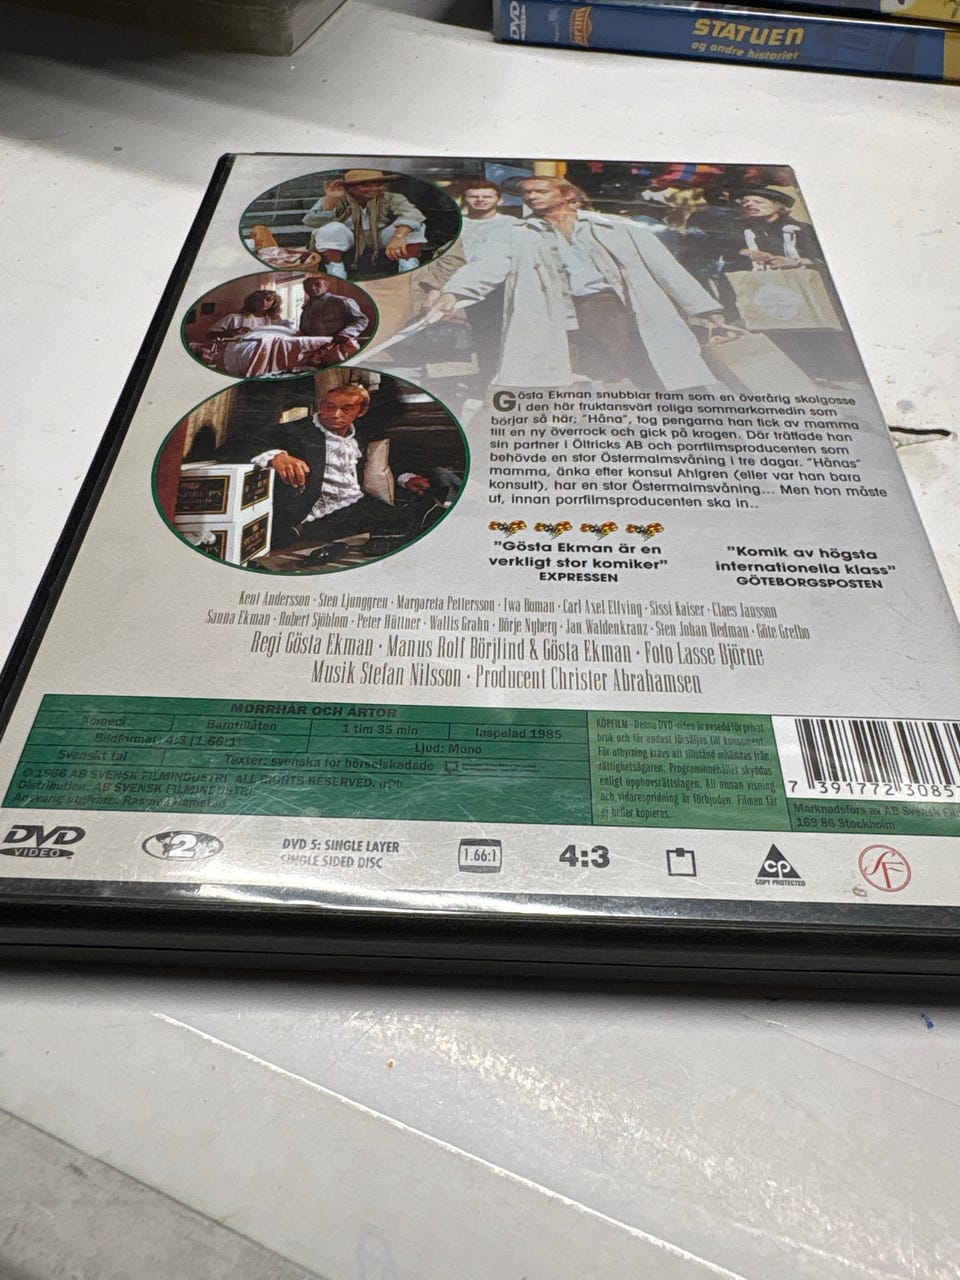 DVD
STATUEN
og andre historier
Gösta Ekman snubblar fram som en överårig skolgosse
i den här fruktansvärt roliga sommarkomedin som
börjar så här; "Håna", tog pengarna han fick av mamma
till en ny överrock och gick på krogen. Där träffade han
sin partner i Öltricks AB och porrfilmsproducenten som
behövde en stor Östermalmsvåning i tre dagar. "Hånas"
mamma, änka efter konsul Ahlgren (eller var han bara
konsult), har en stor Östermalmsvåning... Men hon måste
ut, innan porrfilmsproducenten ska in..
"Gösta Ekman är en
verkligt stor komiker"
EXPRESSEN
"Komik av högsta
internationella klass"
GÖTEBORGSPOSTEN
Kent Andersson · Sten Ljunggren · Margareta Pettersson · Iwa Boman · Carl Axel Elfving · Sissi Kaiser · Claes Jansson
Sanna Ekman · Robert Sjöblom · Peter Hüttner · Wallis Grahn · Börje Nyberg · Jan Waldenkranz · Sten Johan Hedman · Göte Grefbo
Regi Gösta Ekman · Manus Rolf Börjlind & Gösta Ekman · Foto Lasse Björne
Musik Stefan Nilsson · Producent Christer Abrahamsen
MORRHÅR OCH ÄRTOR
Komedi Barntillåten 1 tim 35 min Inspelad 1985
Bildformat: 4:3 (1.66:1) Ljud: Mono
Svenskt tal Texter: svenska för hörselskadade
© 1986 AB SVENSK FILMINDUSTRI. ALL RIGHTS RESERVED.
Distribution: AB SVENSK FILMINDUSTRI.
Ansvarig utgivare:
KÖPFILM - Denna DVD-video är avsedd för privat
bruk och får endast försäljas till konsument.
För uthyrning krävs att tillstånd inhämtas från
rättighetsägaren. Programinnehållet skyddas
enligt upphovsrättslagen. All annan visning
och vidarespridning är förbjuden. Filmen får
ej heller kopieras.
7 391772 3085
Marknadsförs av AB Svensk
169 86 Stockholm
DVD
VIDEO
2
DVD 5: SINGLE LAYER
SINGLE SIDED DISC
1.66:1
4:3
CP
COPY PROTECTED
SF